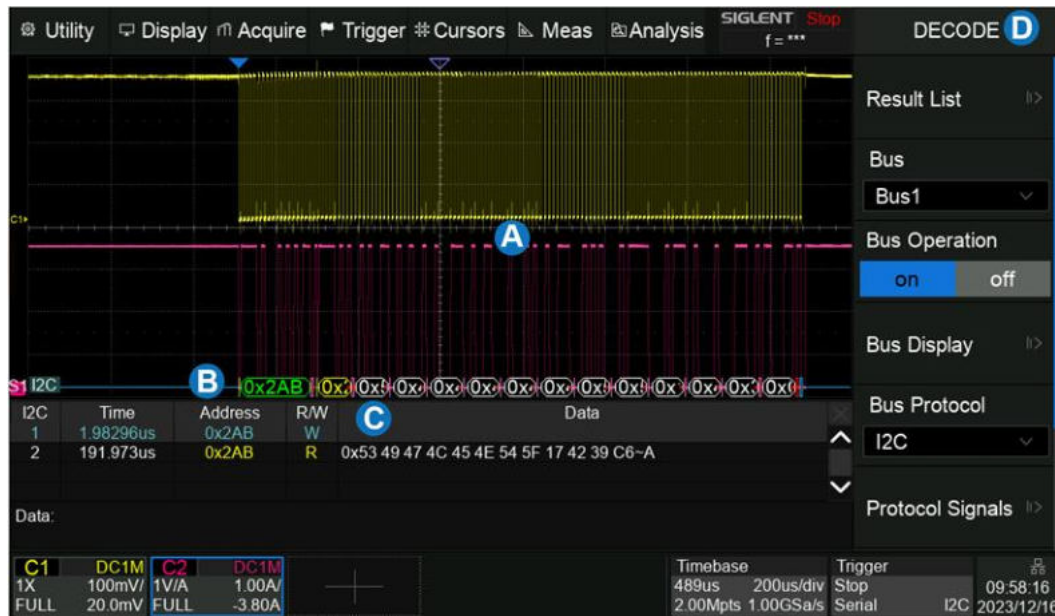 Utility Display Acquire Trigger Cursors Meas Analysis SIGLENT Stop
f = ***
DECODE D
Result List
Bus
Bus1
Bus Operation
on off
Bus Display
Bus Protocol
I2C
Protocol Signals
C1
A
B
S1 I2C
0x2AB
C
I2C Time Address R/W Data
1 1.98296us 0x2AB W
2 191.973us 0x2AB R 0x53 49 47 4C 45 4E 54 5F 17 42 39 C6~A
Data:
C1 DC1M C2 DC1M Timebase Trigger
1X 100mV/ 1V/A 1.00A/ 489us 200us/div Stop 09:58:16
FULL 20.0mV FULL -3.80A 2.00Mpts 1.00GSa/s Serial I2C 2023/12/16